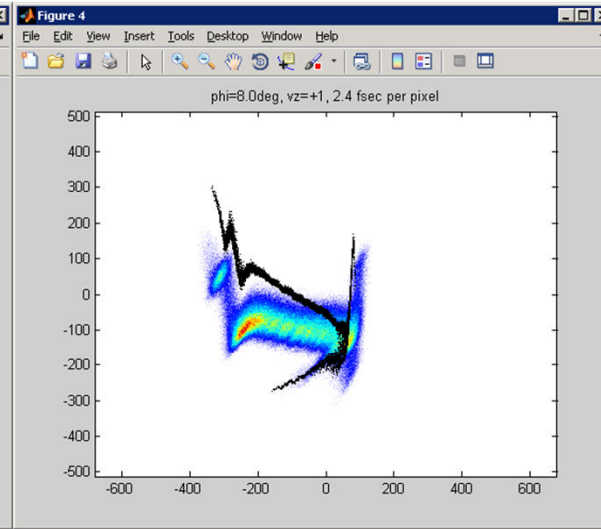 Figure 4
File Edit View Insert Tools Desktop Window Help
phi=8.0deg, vz=+1, 2.4 fsec per pixel
500
400
300
200
100
0
-100
-200
-300
-400
-500
-600 -400 -200 0 200 400 600